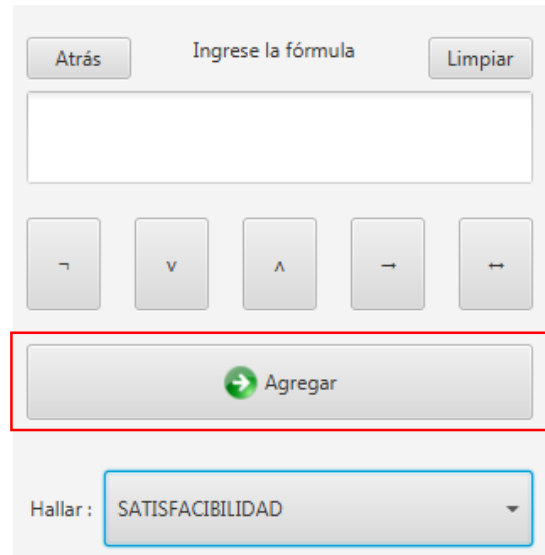 Atrás Ingrese la fórmula Limpiar
¬ v ʌ → ↔
Agregar
Hallar : SATISFACIBILIDAD